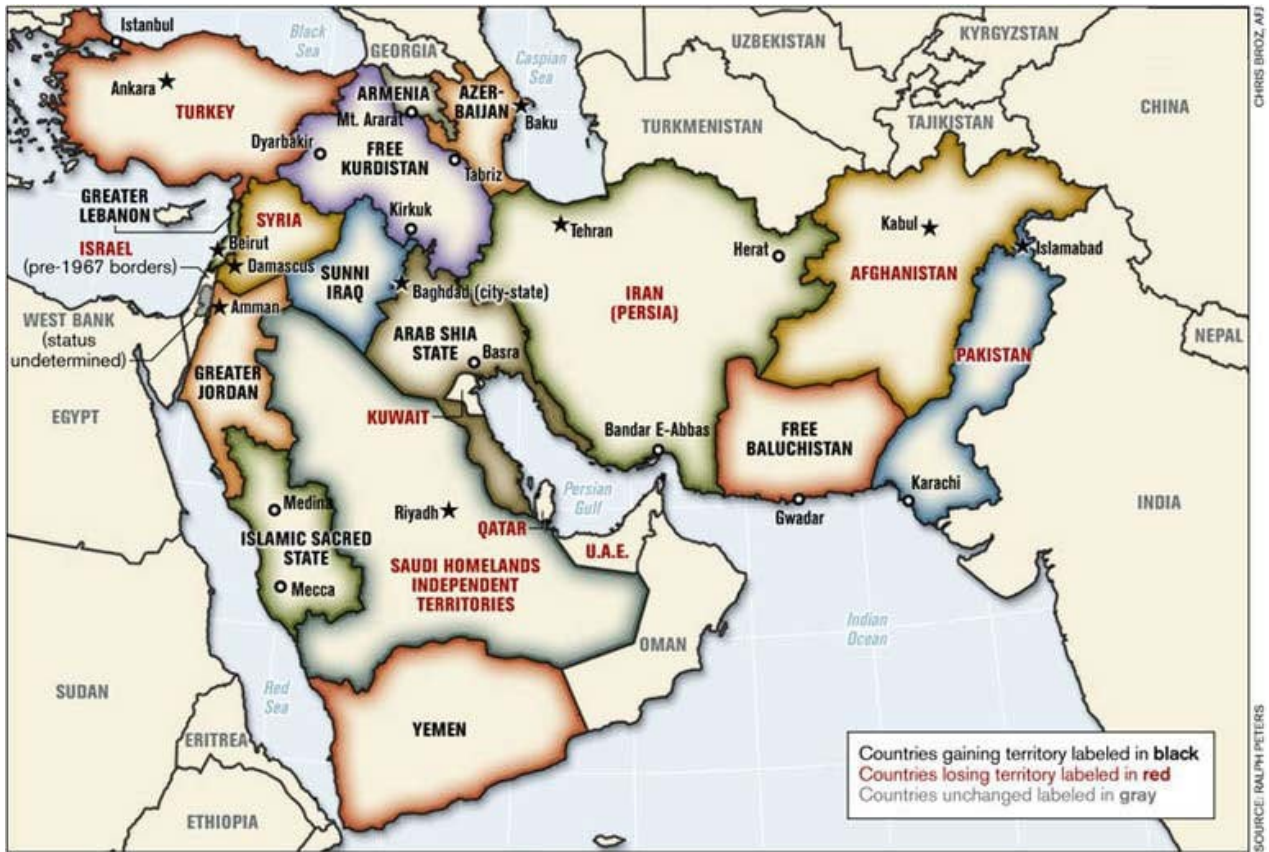 Istanbul
Black
Sea
GEORGIA
Caspian
Sea
UZBEKISTAN
KYRGYZSTAN
CHRIS BROZ, AFJ
Ankara
TURKEY
ARMENIA
Mt. Ararat
AZER-
BAIJAN
Baku
TURKMENISTAN
TAJIKISTAN
CHINA
Dyarbakir
FREE
KURDISTAN
Tabriz
GREATER
LEBANON
SYRIA
Kirkuk
Tehran
Herat
Kabul
Islamabad
ISRAEL
(pre-1967 borders)
Beirut
Damascus
SUNNI
IRAQ
Baghdad (city-state)
IRAN
(PERSIA)
AFGHANISTAN
WEST BANK
(status
undetermined)
Amman
ARAB SHIA
STATE
Basra
PAKISTAN
NEPAL
GREATER
JORDAN
EGYPT
KUWAIT
Bandar E-Abbas
FREE
BALUCHISTAN
Medina
Riyadh
Persian
Gulf
Gwadar
Karachi
INDIA
ISLAMIC SACRED
STATE
QATAR
U.A.E.
Mecca
SAUDI HOMELANDS
INDEPENDENT
TERRITORIES
OMAN
Indian
Ocean
SUDAN
Red
Sea
YEMEN
ERITREA
ETHIOPIA
Countries gaining territory labeled in black
Countries losing territory labeled in red
Countries unchanged labeled in gray
SOURCE: RALPH PETERS